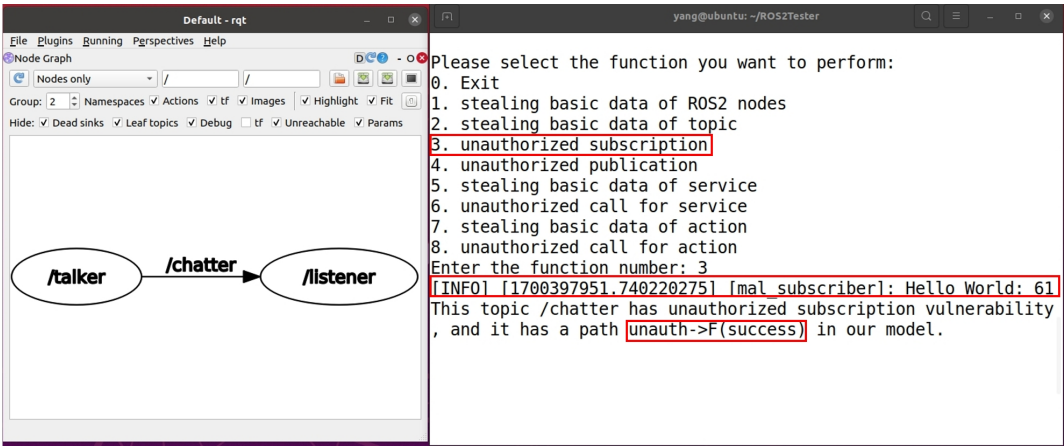 Default - rqt
File Plugins Running Perspectives Help
Node Graph
D - O
Nodes only / /
Group: 2 Namespaces Actions tf Images Highlight Fit
Hide: Dead sinks Leaf topics Debug tf Unreachable Params
/talker /chatter /listener
yang@ubuntu: ~/ROS2Tester
Please select the function you want to perform:
0. Exit
1. stealing basic data of ROS2 nodes
2. stealing basic data of topic
3. unauthorized subscription
4. unauthorized publication
5. stealing basic data of service
6. unauthorized call for service
7. stealing basic data of action
8. unauthorized call for action
Enter the function number: 3
[INFO] [1700397951.740220275] [mal_subscriber]: Hello World: 61
This topic /chatter has unauthorized subscription vulnerability
, and it has a path unauth->F(success) in our model.